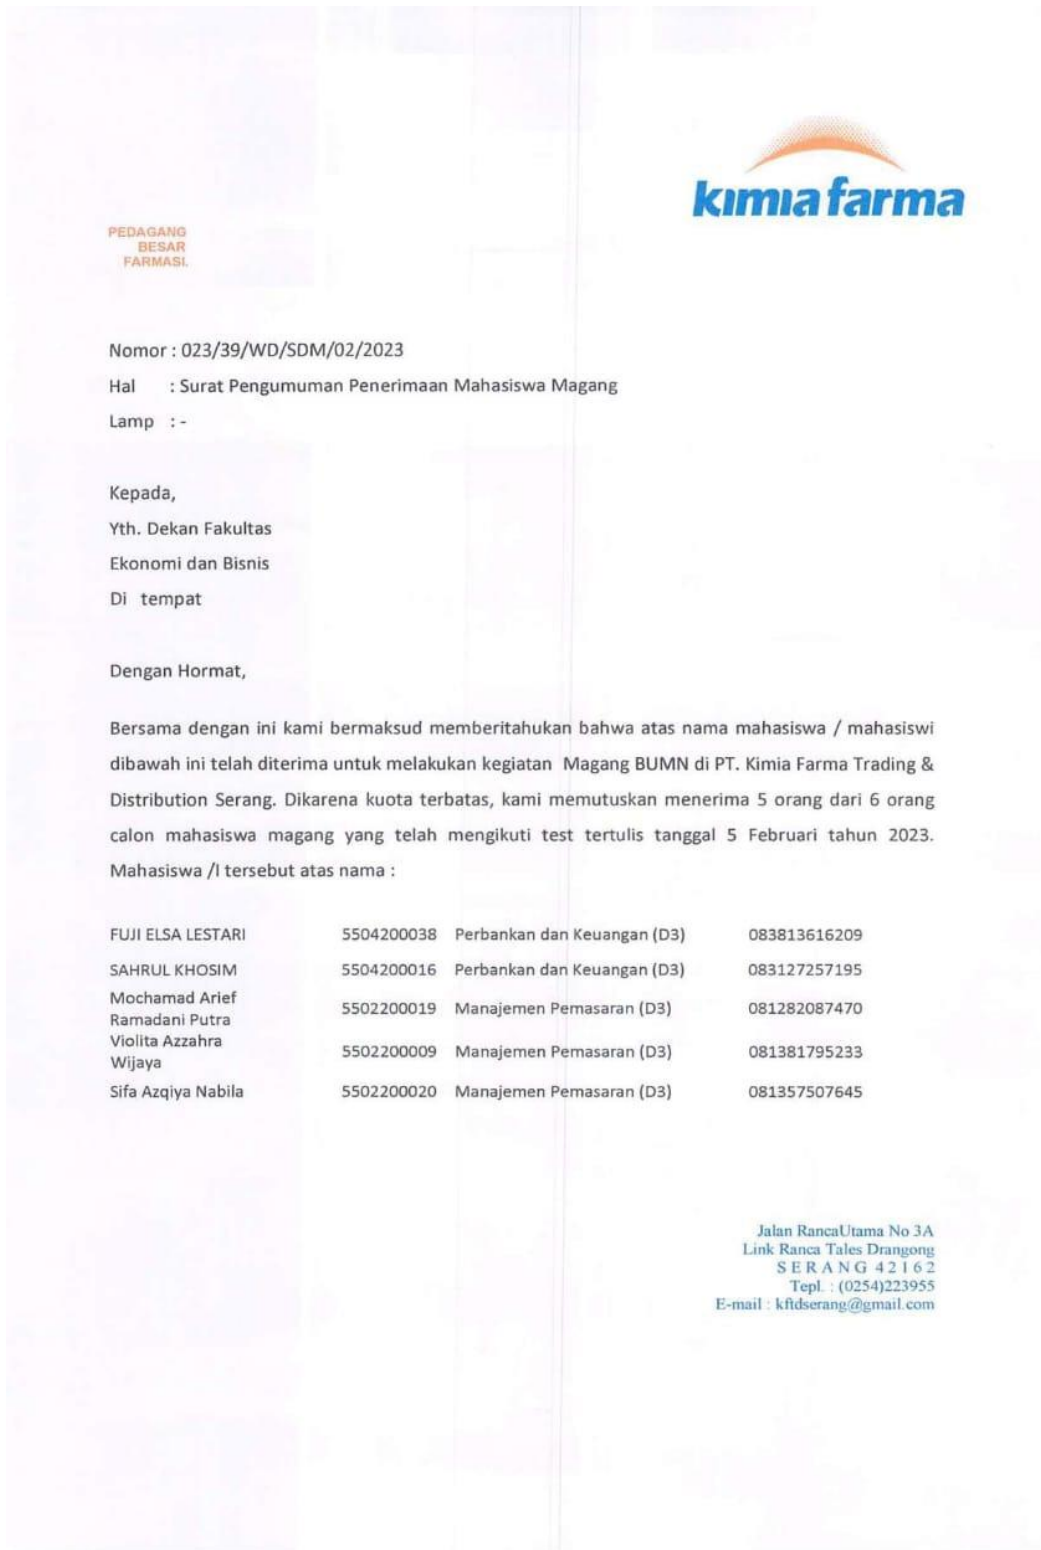 kimia farma
PEDAGANG
BESAR
FARMASI.
Nomor : 023/39/WD/SDM/02/2023
Hal : Surat Pengumuman Penerimaan Mahasiswa Magang
Lamp : -
Kepada,
Yth. Dekan Fakultas
Ekonomi dan Bisnis
Di tempat
Dengan Hormat,
Bersama dengan ini kami bermaksud memberitahukan bahwa atas nama mahasiswa / mahasiswi
dibawah ini telah diterima untuk melakukan kegiatan Magang BUMN di PT. Kimia Farma Trading &
Distribution Serang. Dikarena kuota terbatas, kami memutuskan menerima 5 orang dari 6 orang
calon mahasiswa magang yang telah mengikuti test tertulis tanggal 5 Februari tahun 2023.
Mahasiswa /I tersebut atas nama :
FUJI ELSA LESTARI 5504200038 Perbankan dan Keuangan (D3) 083813616209
SAHRUL KHOSIM 5504200016 Perbankan dan Keuangan (D3) 083127257195
Mochamad Arief
Ramadani Putra 5502200019 Manajemen Pemasaran (D3) 081282087470
Violita Azzahra
Wijaya 5502200009 Manajemen Pemasaran (D3) 081381795233
Sifa Azqiya Nabila 5502200020 Manajemen Pemasaran (D3) 081357507645
Jalan RancaUtama No 3A
Link Ranca Tales Drangong
S E R A N G 4 2 1 6 2
Tepl. : (0254)223955
E-mail : kftdserang@gmail.com